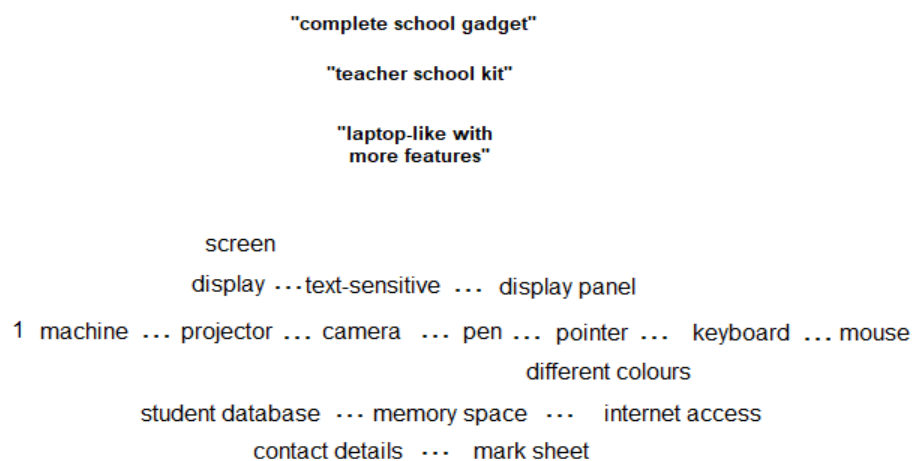 "complete school gadget"
"teacher school kit"
"laptop-like with
more features"
screen
display ... text-sensitive ... display panel
1 machine ... projector ... camera ... pen ... pointer ... keyboard ... mouse
different colours
student database ... memory space ... internet access
contact details ... mark sheet